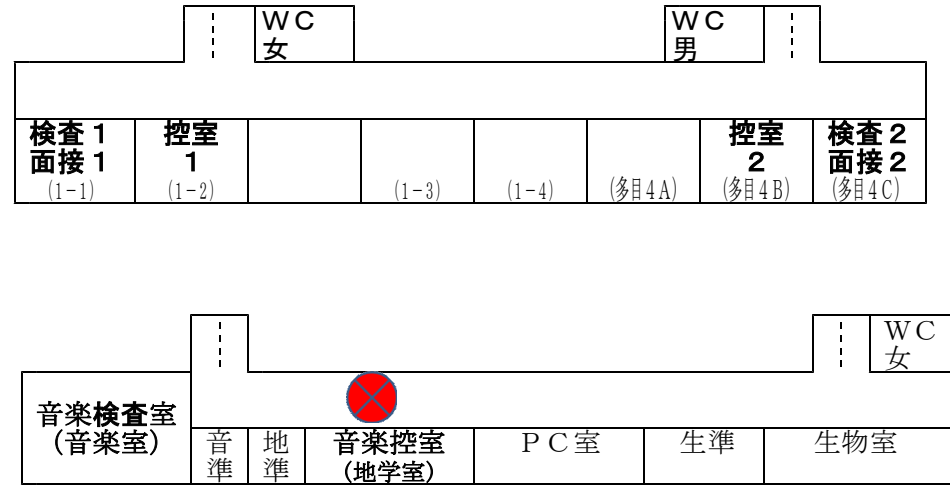 ＷＣ
女
ＷＣ
男
検査１
面接１
(1-1)
控室
１
(1-2)
(1-3)
(1-4)
(多目4A)
控室
２
(多目4B)
検査２
面接２
(多目4C)
ＷＣ
女
音楽検査室
(音楽室)
音準
地準
音楽控室
(地学室)
ＰＣ室
生準
生物室